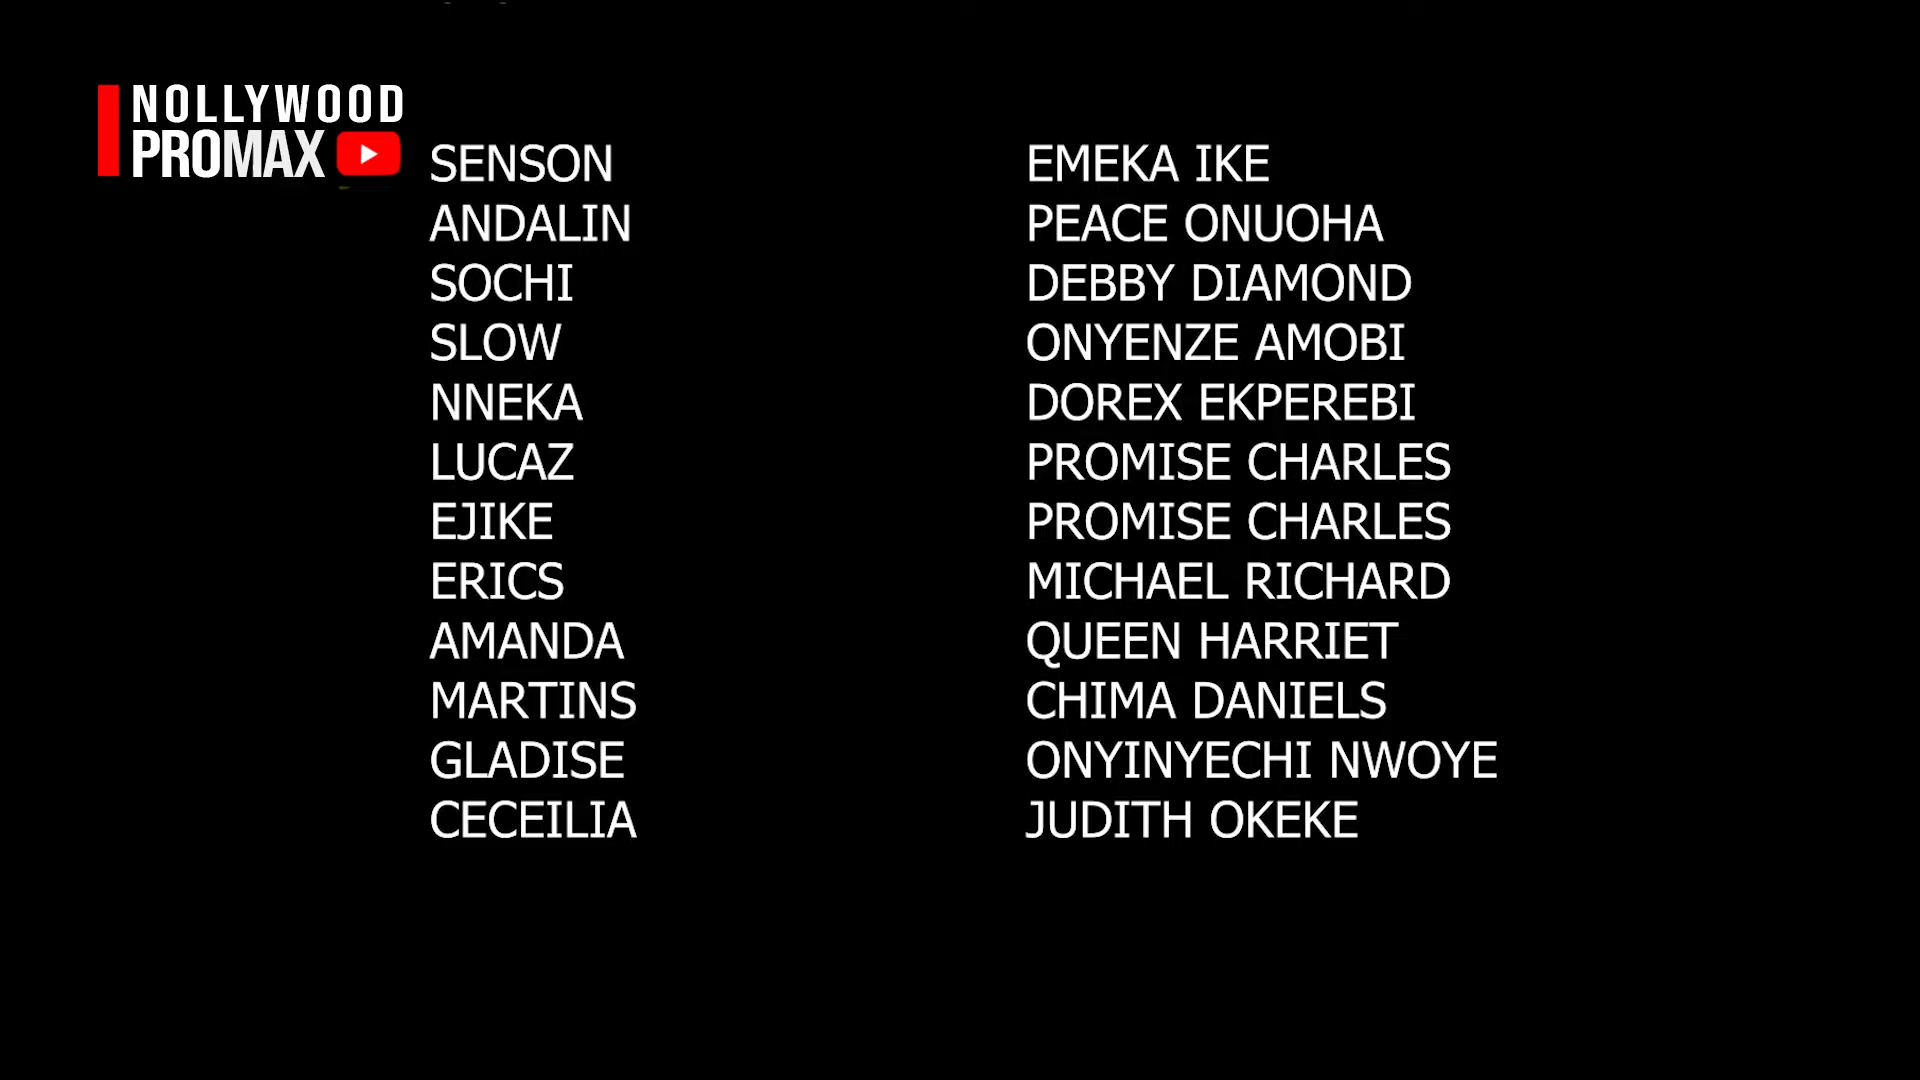 NOLLYWOOD
PROMAX
SENSON EMEKA IKE
ANDALIN PEACE ONUOHA
SOCHI DEBBY DIAMOND
SLOW ONYENZE AMOBI
NNEKA DOREX EKPEREBI
LUCAZ PROMISE CHARLES
EJIKE PROMISE CHARLES
ERICS MICHAEL RICHARD
AMANDA QUEEN HARRIET
MARTINS CHIMA DANIELS
GLADISE ONYINYECHI NWOYE
CECEILIA JUDITH OKEKE